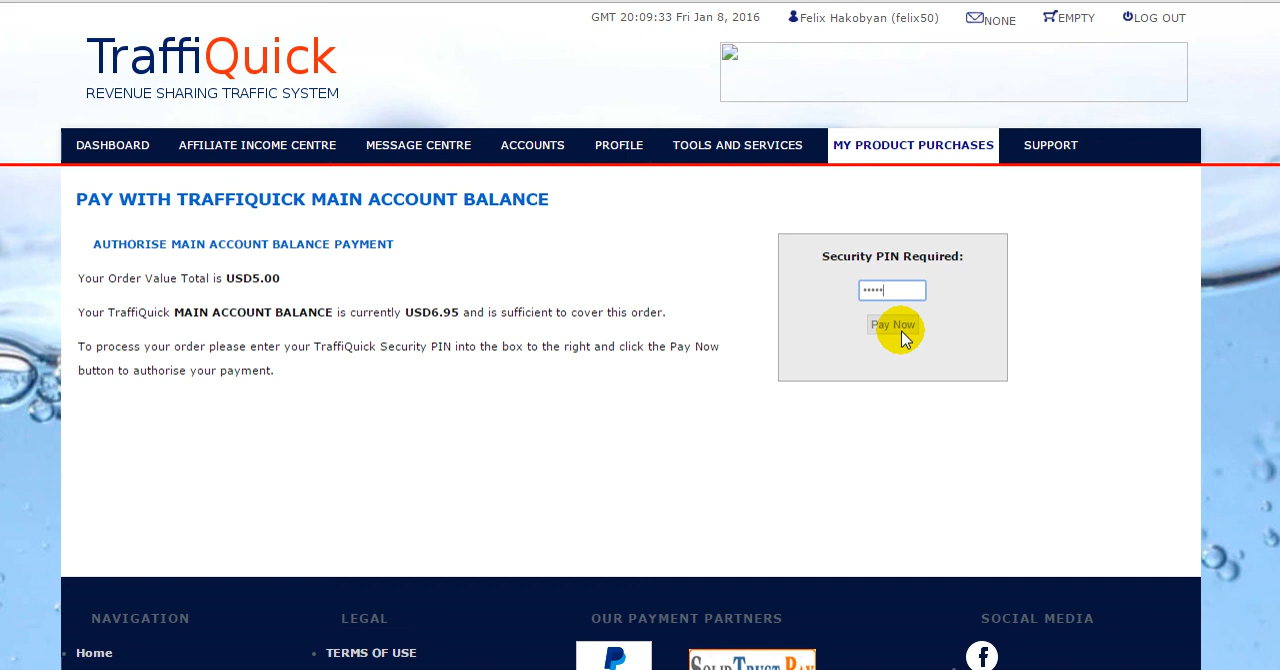 GMT 20:09:33 Fri Jan 8, 2016 Felix Hakobyan (felix50) NONE EMPTY LOG OUT
TraffiQuick
REVENUE SHARING TRAFFIC SYSTEM
DASHBOARD AFFILIATE INCOME CENTRE MESSAGE CENTRE ACCOUNTS PROFILE TOOLS AND SERVICES MY PRODUCT PURCHASES SUPPORT
PAY WITH TRAFFIQUICK MAIN ACCOUNT BALANCE
AUTHORISE MAIN ACCOUNT BALANCE PAYMENT
Your Order Value Total is USD5.00
Your TraffiQuick MAIN ACCOUNT BALANCE is currently USD6.95 and is sufficient to cover this order.
To process your order please enter your TraffiQuick Security PIN into the box to the right and click the Pay Now
button to authorise your payment.
Security PIN Required:
•••••
Pay Now
NAVIGATION LEGAL OUR PAYMENT PARTNERS SOCIAL MEDIA
Home TERMS OF USE
SOLIDTRUST PAY